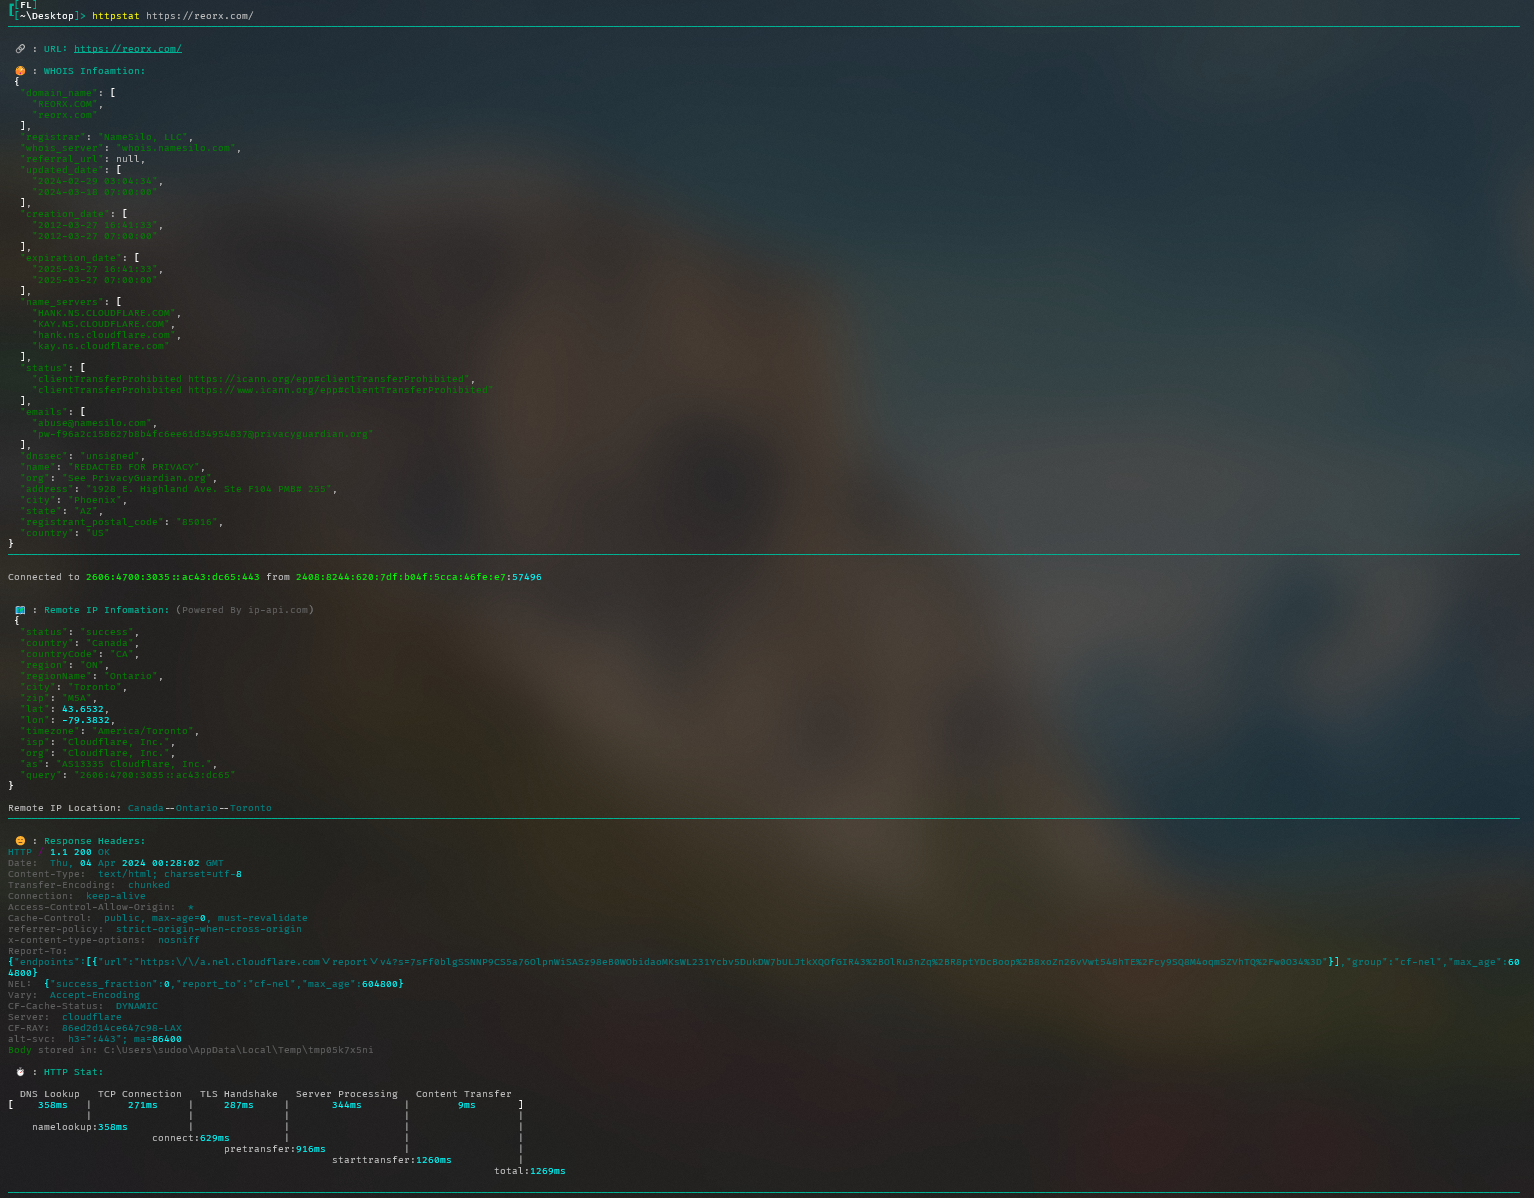 [FL]
[~\Desktop]> httpstat https://reorx.com/
: URL: https://reorx.com/
: WHOIS Infoamtion:
{
"domain_name": [
"REORX.COM",
"reorx.com"
],
"registrar": "NameSilo, LLC",
"whois_server": "whois.namesilo.com",
"referral_url": null,
"updated_date": [
"2024-02-29 03:04:34",
"2024-03-16 07:00:00"
],
"creation_date": [
"2012-03-27 16:41:33",
"2012-03-27 07:00:00"
],
"expiration_date": [
"2025-03-27 16:41:33",
"2025-03-27 07:00:00"
],
"name_servers": [
"HANK.NS.CLOUDFLARE.COM",
"KAY.NS.CLOUDFLARE.COM",
"hank.ns.cloudflare.com",
"kay.ns.cloudflare.com"
],
"status": [
"clientTransferProhibited https://icann.org/epp#clientTransferProhibited",
"clientTransferProhibited https://www.icann.org/epp#clientTransferProhibited"
],
"emails": [
"abuse@namesilo.com",
"pw-f96a2c158627b8b4fc6ee61d34954837@privacyguardian.org"
],
"dnssec": "unsigned",
"name": "REDACTED FOR PRIVACY",
"org": "See PrivacyGuardian.org",
"address": "1928 E. Highland Ave. Ste F104 PMB# 255",
"city": "Phoenix",
"state": "AZ",
"registrant_postal_code": "85016",
"country": "US"
}
Connected to 2606:4700:3035::ac43:dc65:443 from 2408:8244:620:7df:b04f:5cca:46fe:e7:57496
: Remote IP Infomation: (Powered By ip-api.com)
{
"status": "success",
"country": "Canada",
"countryCode": "CA",
"region": "ON",
"regionName": "Ontario",
"city": "Toronto",
"zip": "M5A",
"lat": 43.6532,
"lon": -79.3832,
"timezone": "America/Toronto",
"isp": "Cloudflare, Inc.",
"org": "Cloudflare, Inc.",
"as": "AS13335 Cloudflare, Inc.",
"query": "2606:4700:3035::ac43:dc65"
}
Remote IP Location: Canada--Ontario--Toronto
: Response Headers:
HTTP / 1.1 200 OK
Date: Thu, 04 Apr 2024 00:28:02 GMT
Content-Type: text/html; charset=utf-8
Transfer-Encoding: chunked
Connection: keep-alive
Access-Control-Allow-Origin: *
Cache-Control: public, max-age=0, must-revalidate
referrer-policy: strict-origin-when-cross-origin
x-content-type-options: nosniff
Report-To:
{"endpoints":[{"url":"https:\/\/a.nel.cloudflare.com\/report\/v4?s="}],"group":"cf-nel","max_age":60
4800}
NEL: {"success_fraction":0,"report_to":"cf-nel","max_age":604800}
Vary: Accept-Encoding
CF-Cache-Status: DYNAMIC
Server: cloudflare
CF-RAY: 86ed2d14ce647c98-LAX
alt-svc: h3=":443"; ma=86400
Body stored in: C:\Users\sudoo\AppData\Local\Temp\tmp05k7x5ni
: HTTP Stat:
DNS Lookup TCP Connection TLS Handshake Server Processing Content Transfer
[ 358ms | 271ms | 287ms | 344ms | 9ms ]
namelookup:358ms
connect:629ms
pretransfer:916ms
starttransfer:1260ms
total:1269ms